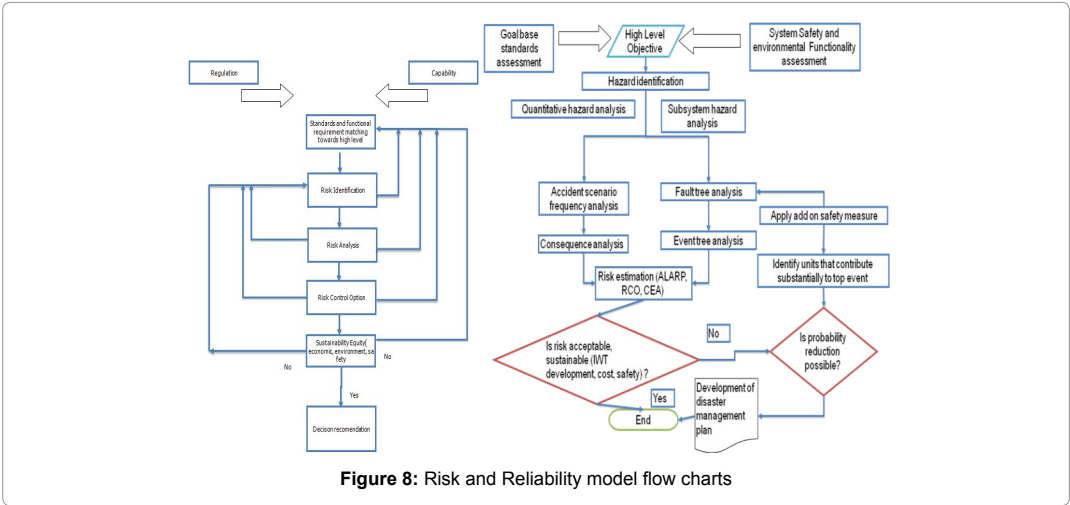 Regulation
Capability
Standards and functional
requirement matching
towards high level
Risk Identification
Risk Analysis
Risk Control Option
Sustainability Equity(
economic, environment, sa
fety
No
No
Yes
Decison recomendation
Goal base
standards
assessment
High Level
Objective
System Safety and
environmental Functionality
assessment
Hazard identification
Quantitative hazard analysis
Subsystem hazard
analysis
Accident scenario
frequency analysis
Consequence analysis
Fault tree analysis
Event tree analysis
Apply add on safety measure
Identify units that contribute
substantially to top event
Risk estimation (ALARP,
RCO, CEA)
Is risk acceptable,
sustainable (IWT
development, cost, safety) ?
No
Is probability
reduction
possible?
Yes
End
Development of
disaster
management
plan
Figure 8: Risk and Reliability model flow charts